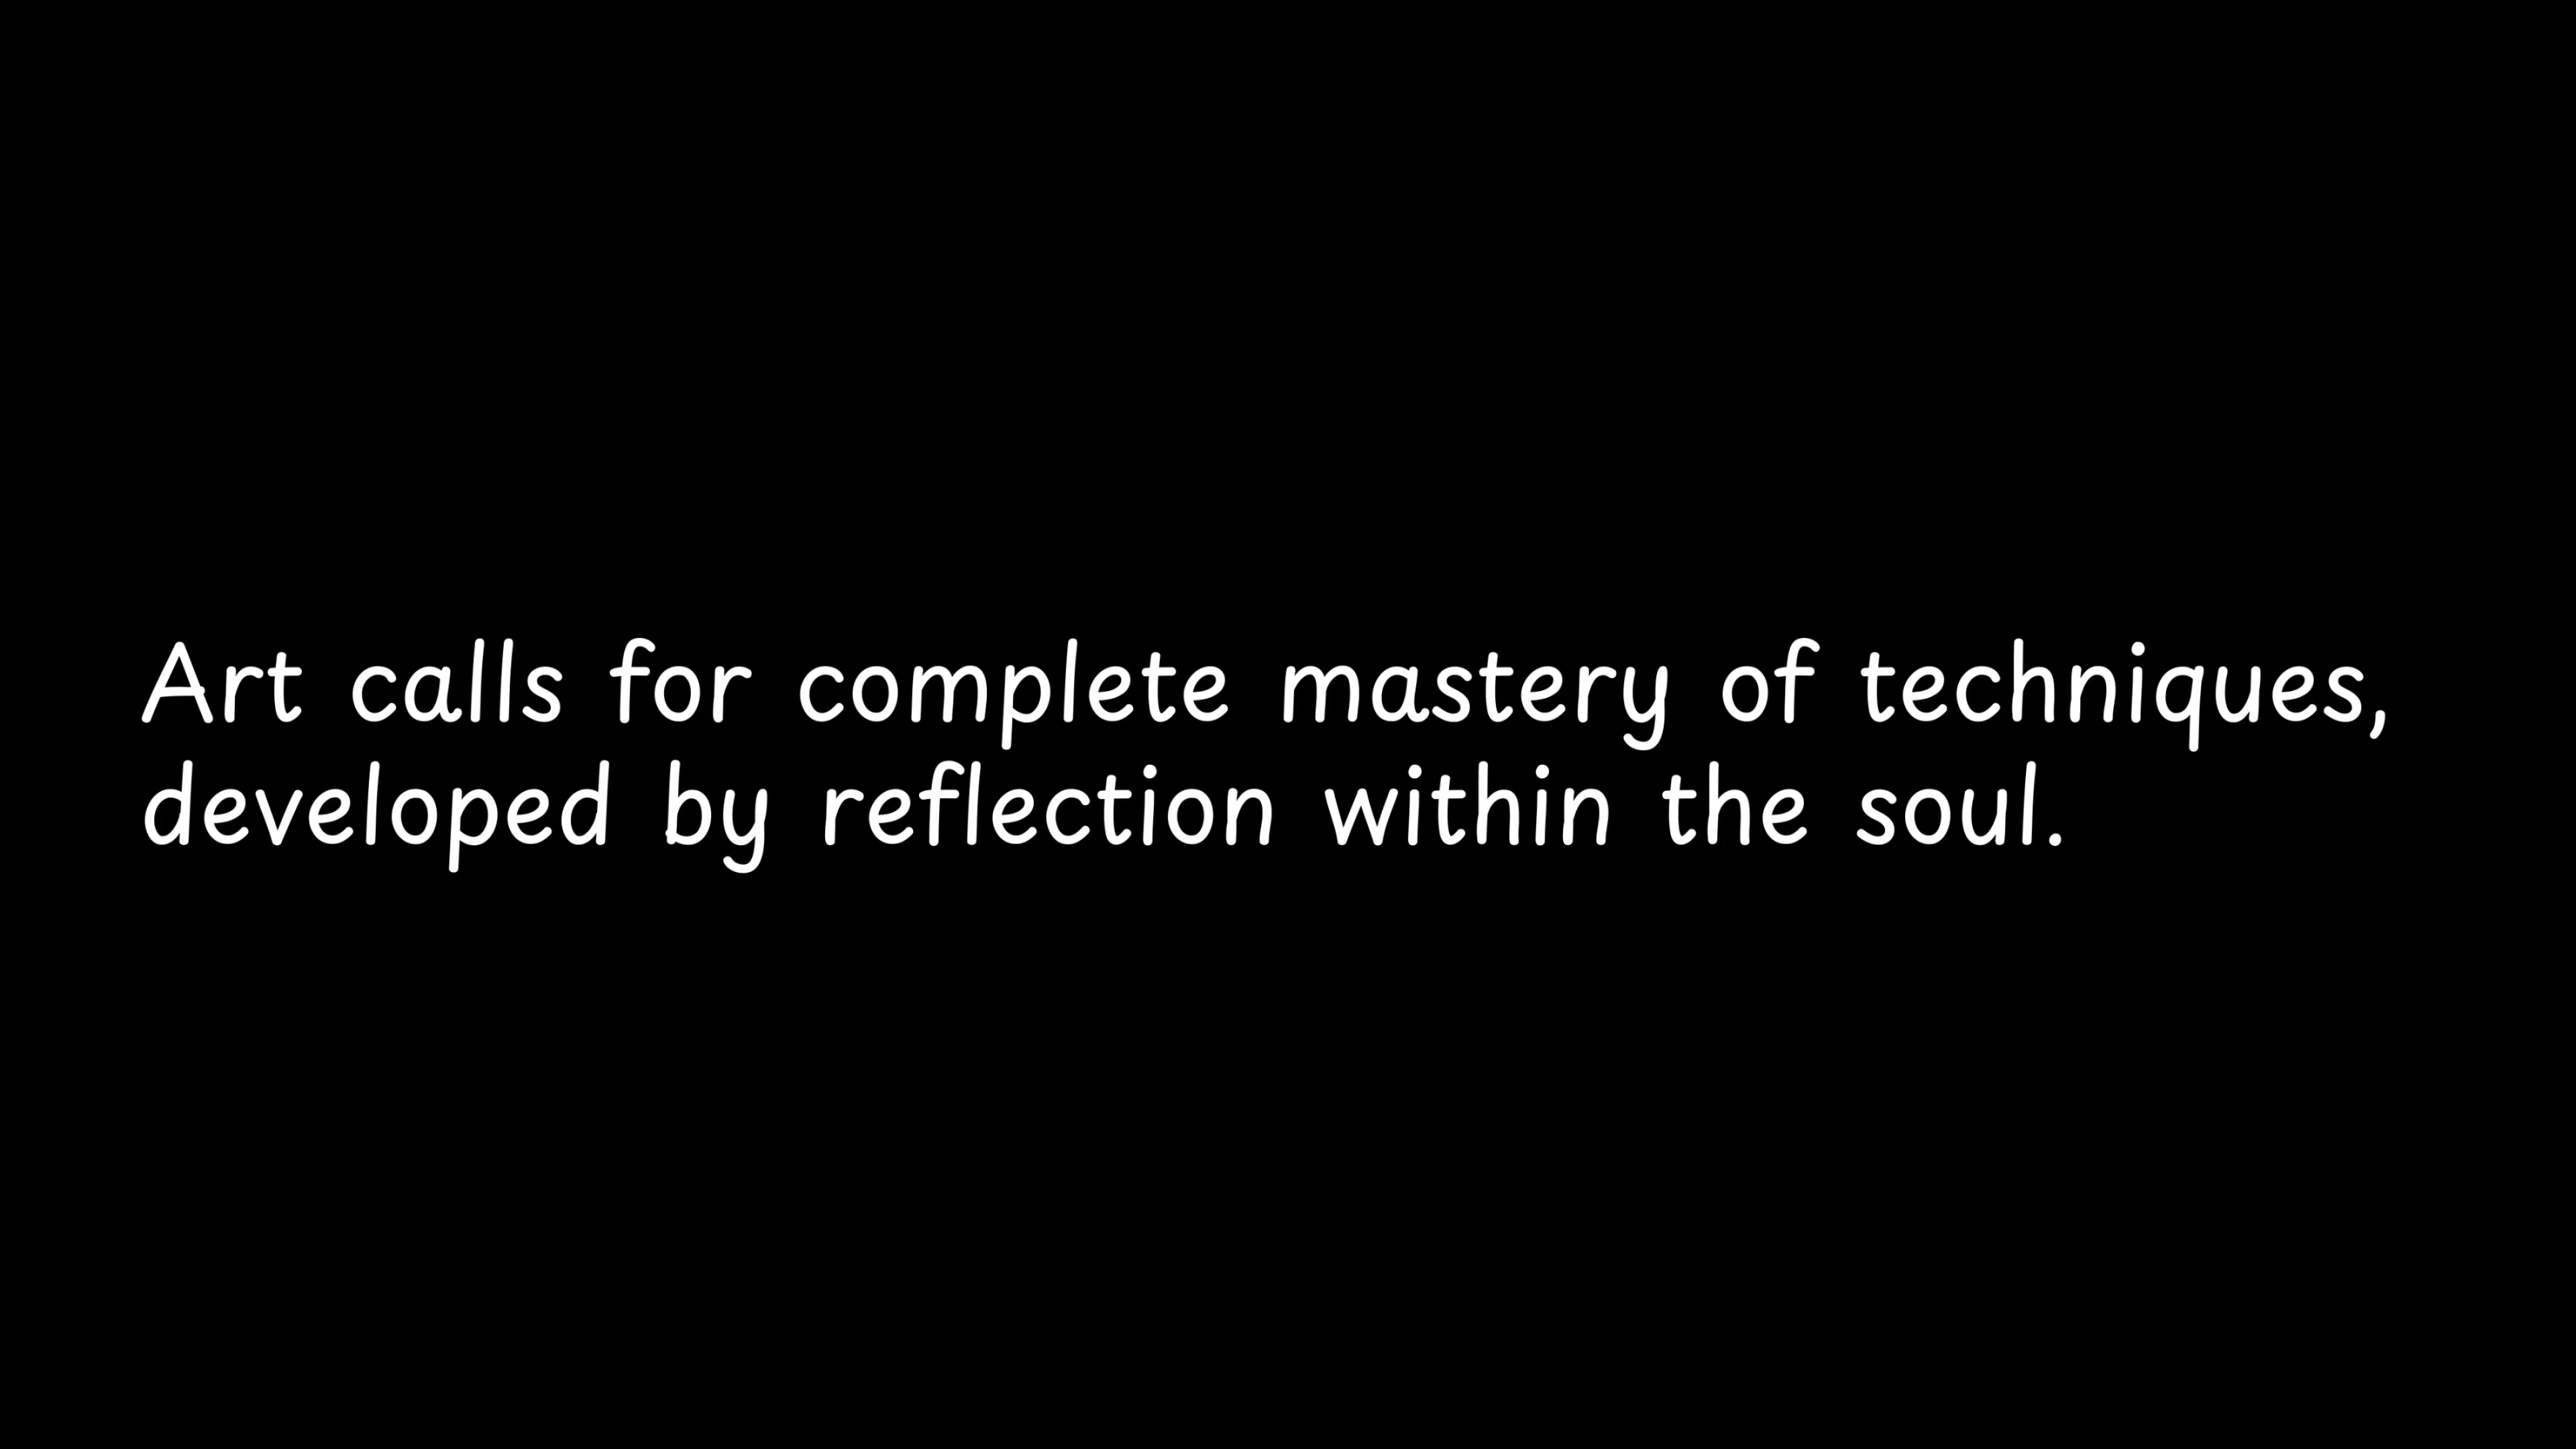 Art calls for complete mastery of techniques,
developed by reflection within the soul.